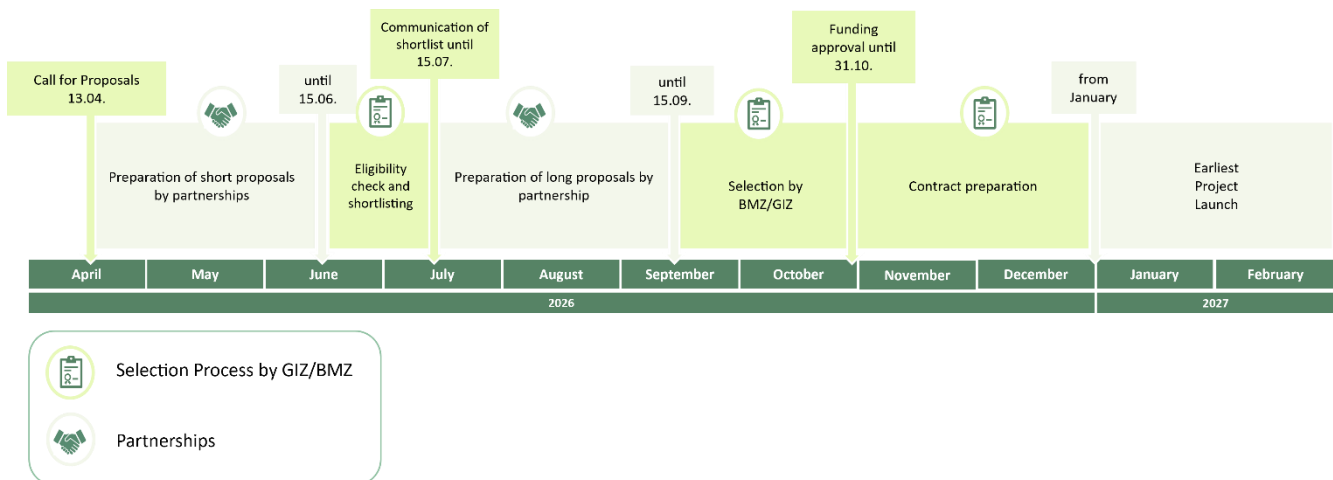 Call for Proposals
13.04.
until
15.06.
Communication of
shortlist until
15.07.
until
15.09.
Funding
approval until
31.10.
from
January
Preparation of short proposals
by partnerships
Eligibility
check and
shortlisting
Preparation of long proposals by
partnership
Selection by
BMZ/GIZ
Contract preparation
Earliest
Project
Launch
April
May
June
July
August
September
October
November
December
January
February
2026
2027
Selection Process by GIZ/BMZ
Partnerships